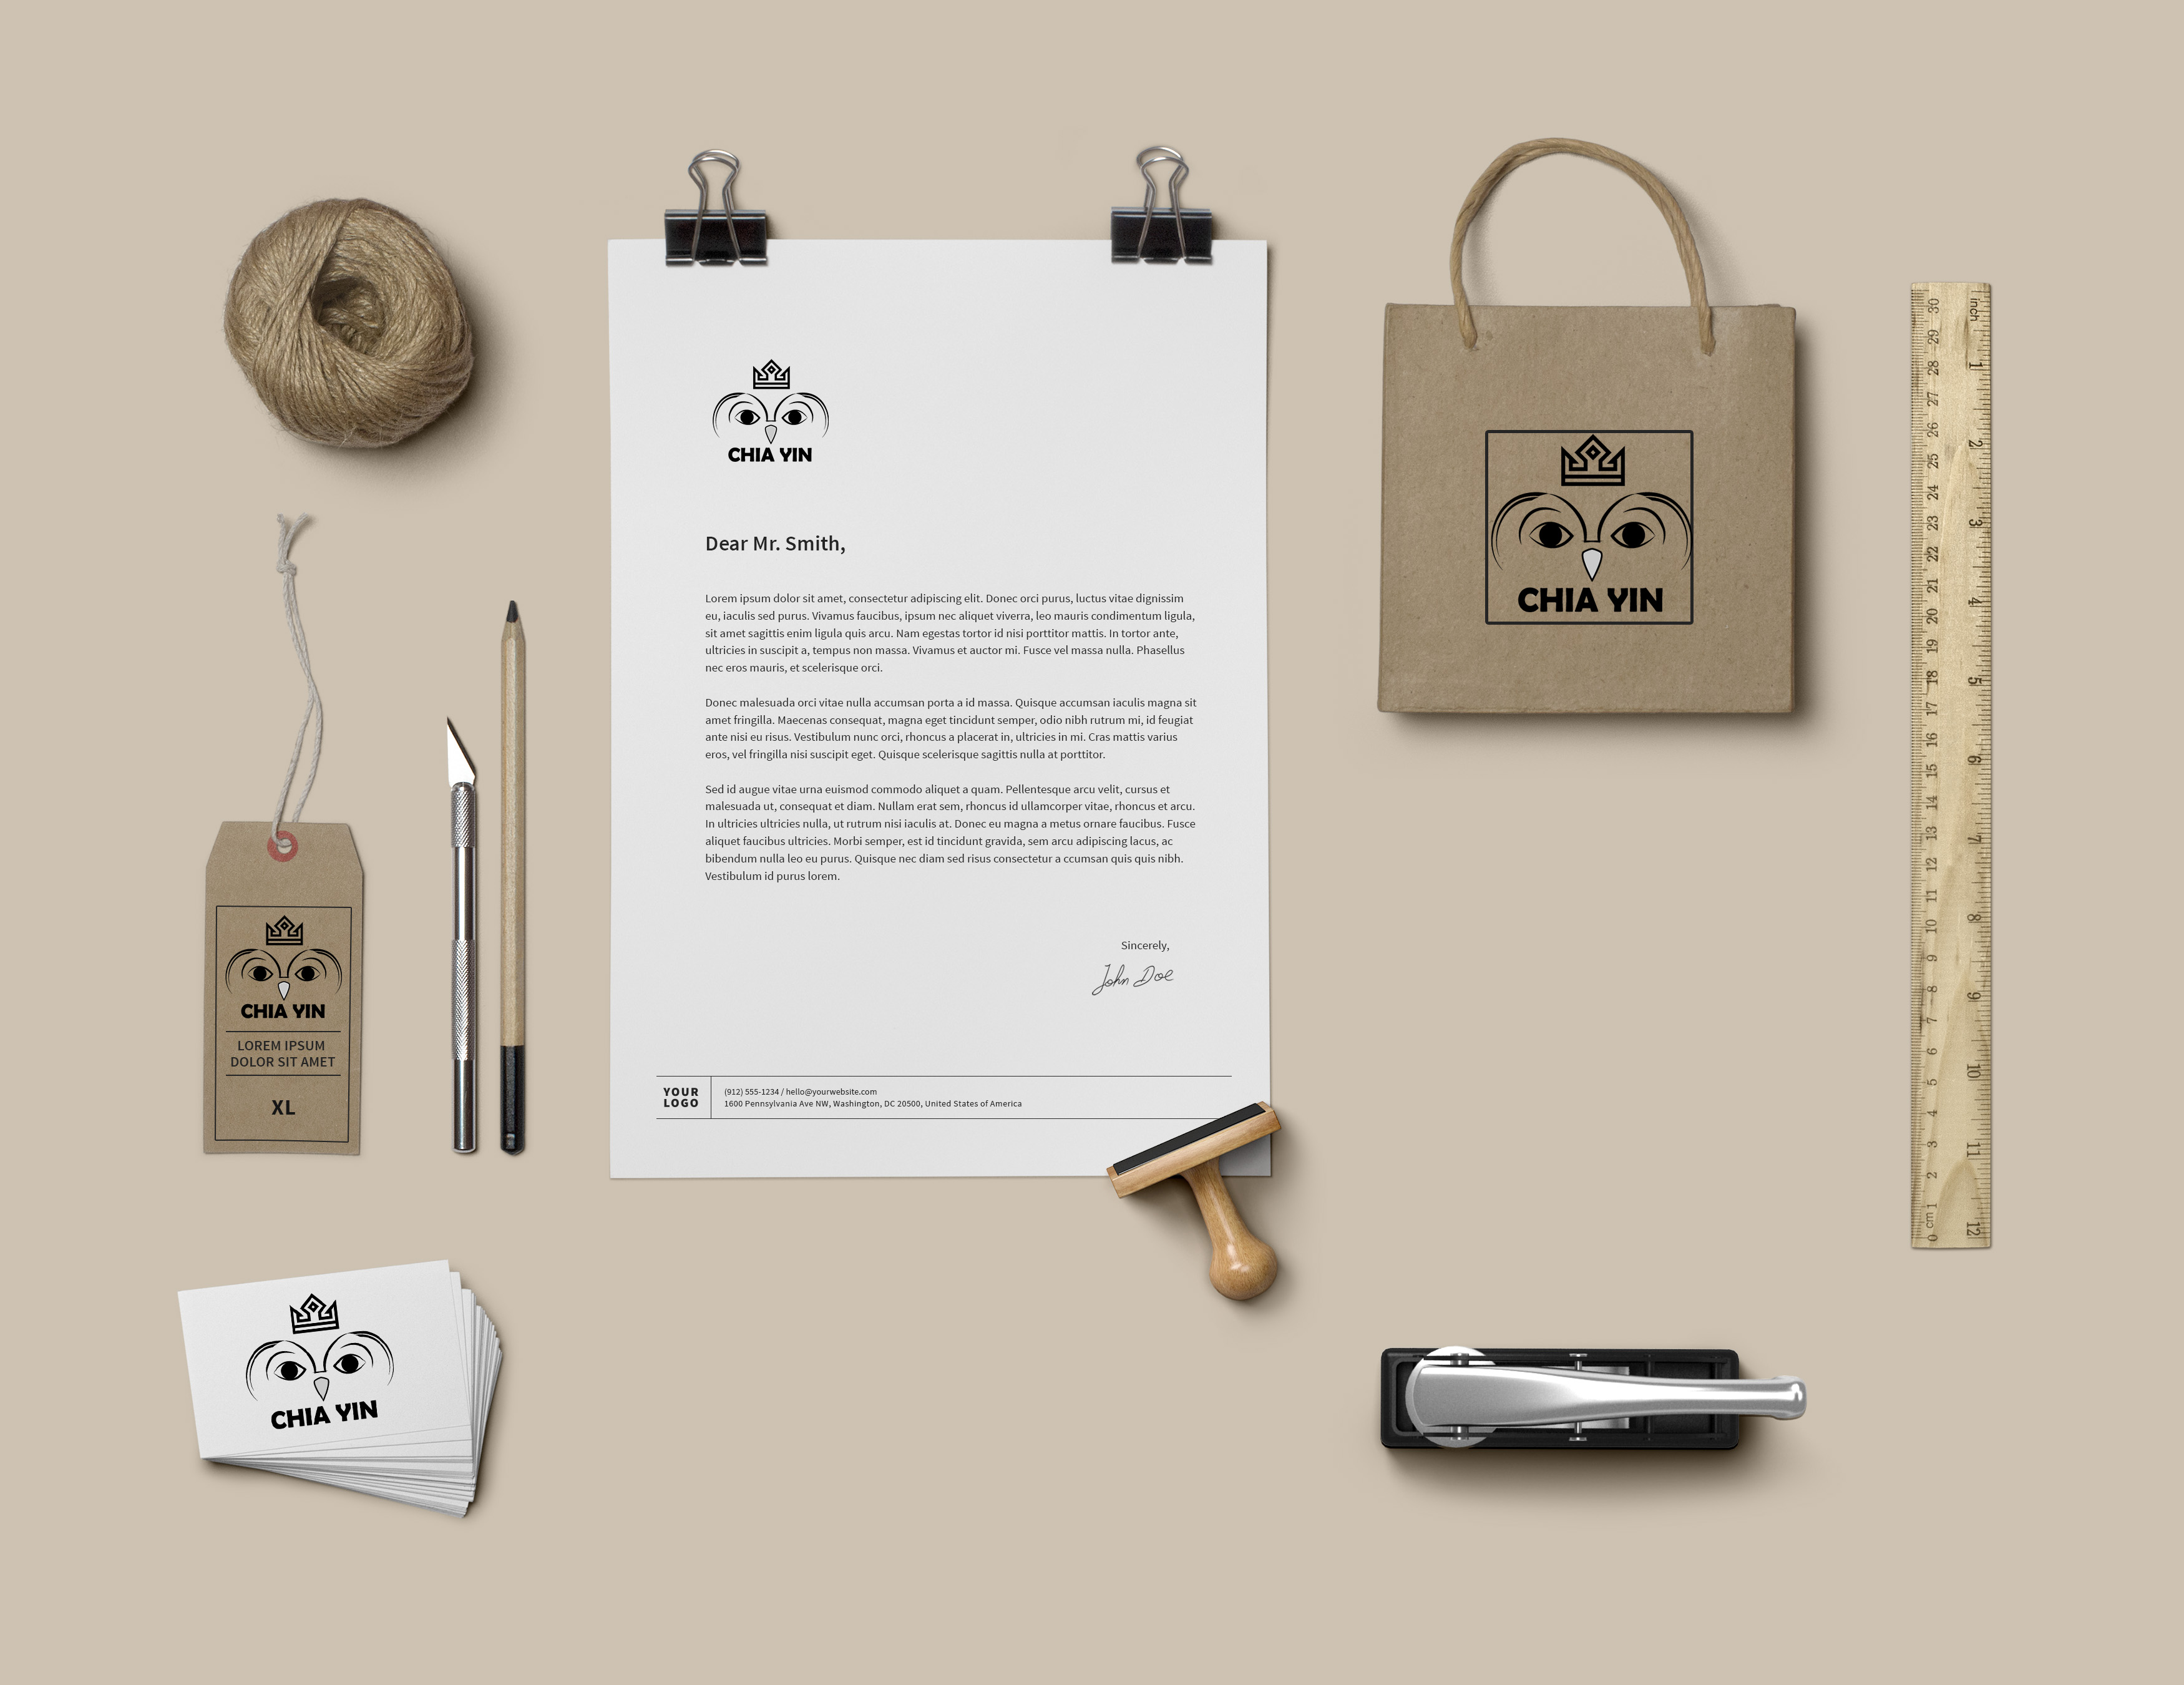 CHIA YIN
Dear Mr. Smith,
Lorem ipsum dolor sit amet, consectetur adipiscing elit. Donec orci purus, luctus vitae dignissim
eu, iaculis sed purus. Vivamus faucibus, ipsum nec aliquet viverra, leo mauris condimentum ligula,
sit amet sagittis enim ligula quis arcu. Nam egestas tortor id nisi porttitor mattis. In tortor ante,
ultricies in suscipit a, tempus non massa. Vivamus et auctor mi. Fusce vel massa nulla. Phasellus
nec eros mauris, et scelerisque orci.
Donec malesuada orci vitae nulla accumsan porta a id massa. Quisque accumsan iaculis magna sit
amet fringilla. Maecenas consequat, magna eget tincidunt semper, odio nibh rutrum mi, id feugiat
ante nisi eu risus. Vestibulum nunc orci, rhoncus a placerat in, ultricies in mi. Cras mattis varius
eros, vel fringilla nisi suscipit eget. Quisque scelerisque sagittis nulla at porttitor.
Sed id augue vitae urna euismod commodo aliquet a quam. Pellentesque arcu velit, cursus et
malesuada ut, consequat et diam. Nullam erat sem, rhoncus id ullamcorper vitae, rhoncus et arcu.
In ultricies ultricies nulla, ut rutrum nisi iaculis at. Donec eu magna a metus ornare faucibus. Fusce
aliquet faucibus ultricies. Morbi semper, est id tincidunt gravida, sem arcu adipiscing lacus, ac
bibendum nulla leo eu purus. Quisque nec diam sed risus consectetur a ccumsan quis quis nibh.
Vestibulum id purus lorem.
Sincerely,
John Doe
YOUR
LOGO
(912) 555-1234 / hello@yourwebsite.com
1600 Pennsylvania Ave NW, Washington, DC 20500, United States of America
CHIA YIN
LOREM IPSUM
DOLOR SIT AMET
XL
CHIA YIN
CHIA YIN
inch 1 2 3 4 5 6 7 8 9 10 11 12
30 29 28 27 26 25 24 23 22 21 20 19 18 17 16 15 14 13 12 11 10 9 8 7 6 5 4 3 2 1 cm 0